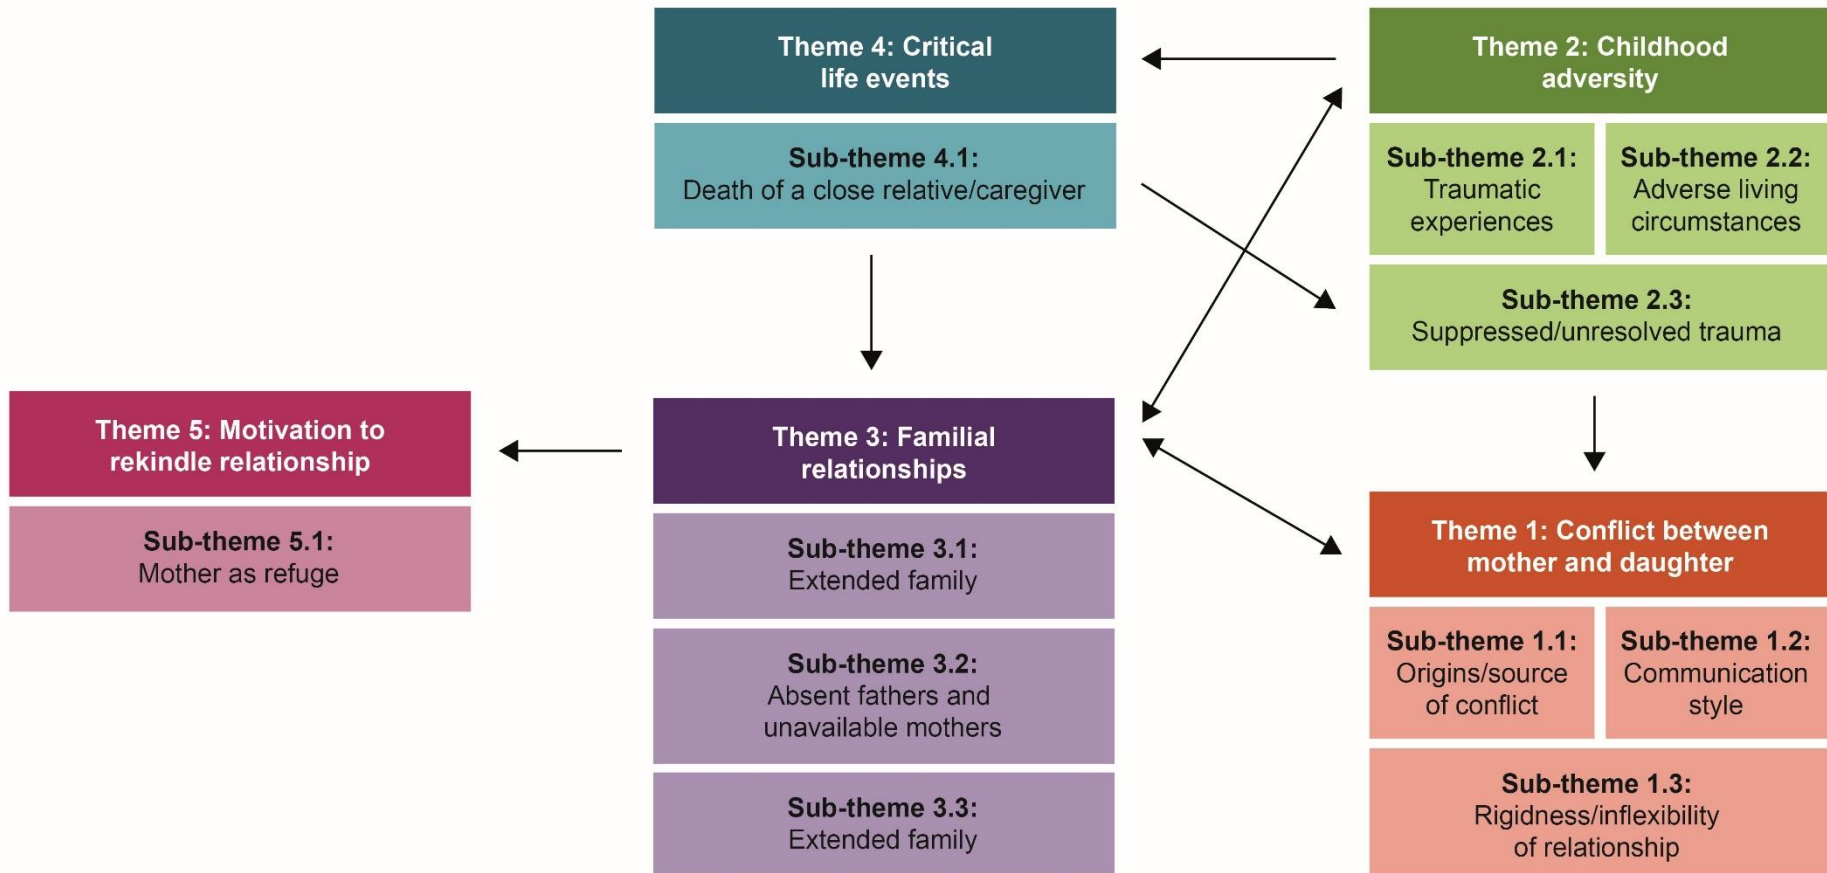 Theme 4: Critical
life events
Sub-theme 4.1:
Death of a close relative/caregiver
Theme 2: Childhood
adversity
Sub-theme 2.1:
Traumatic
experiences
Sub-theme 2.2:
Adverse living
circumstances
Sub-theme 2.3:
Suppressed/unresolved trauma
Theme 5: Motivation to
rekindle relationship
Sub-theme 5.1:
Mother as refuge
Theme 3: Familial
relationships
Sub-theme 3.1:
Extended family
Sub-theme 3.2:
Absent fathers and
unavailable mothers
Sub-theme 3.3:
Extended family
Theme 1: Conflict between
mother and daughter
Sub-theme 1.1:
Origins/source
of conflict
Sub-theme 1.2:
Communication
style
Sub-theme 1.3:
Rigidness/inflexibility
of relationship